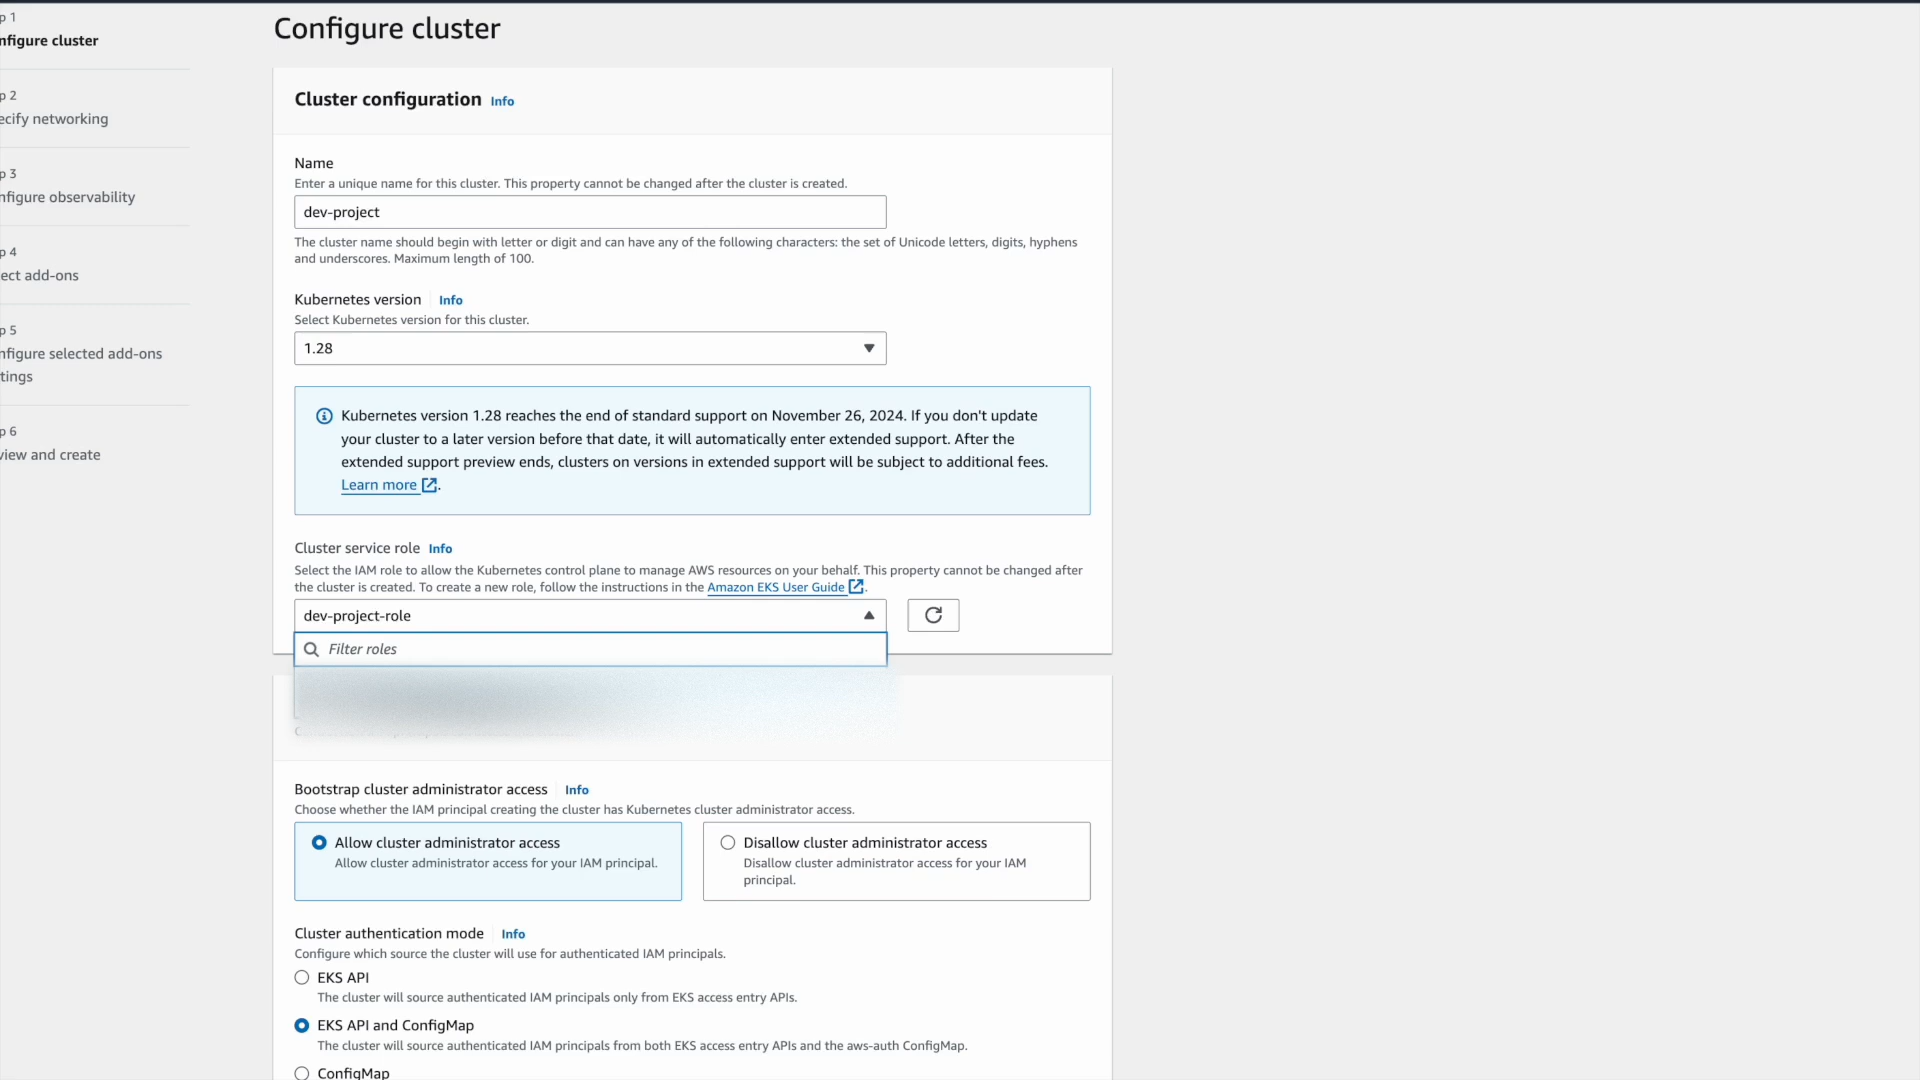 p 1
nfigure cluster
p 2
ecify networking
p 3
nfigure observability
p 4
ect add-ons
p 5
nfigure selected add-ons
tings
p 6
view and create
Configure cluster
Cluster configuration Info
Name
Enter a unique name for this cluster. This property cannot be changed after the cluster is created.
dev-project
The cluster name should begin with letter or digit and can have any of the following characters: the set of Unicode letters, digits, hyphens
and underscores. Maximum length of 100.
Kubernetes version Info
Select Kubernetes version for this cluster.
1.28
Kubernetes version 1.28 reaches the end of standard support on November 26, 2024. If you don't update
your cluster to a later version before that date, it will automatically enter extended support. After the
extended support preview ends, clusters on versions in extended support will be subject to additional fees.
Learn more.
Cluster service role Info
Select the IAM role to allow the Kubernetes control plane to manage AWS resources on your behalf. This property cannot be changed after
the cluster is created. To create a new role, follow the instructions in the Amazon EKS User Guide.
dev-project-role
Filter roles
Bootstrap cluster administrator access Info
Choose whether the IAM principal creating the cluster has Kubernetes cluster administrator access.
Allow cluster administrator access
Allow cluster administrator access for your IAM principal.
Disallow cluster administrator access
Disallow cluster administrator access for your IAM
principal.
Cluster authentication mode Info
Configure which source the cluster will use for authenticated IAM principals.
EKS API
The cluster will source authenticated IAM principals only from EKS access entry APIs.
EKS API and ConfigMap
The cluster will source authenticated IAM principals from both EKS access entry APIs and the aws-auth ConfigMap.
ConfigMap